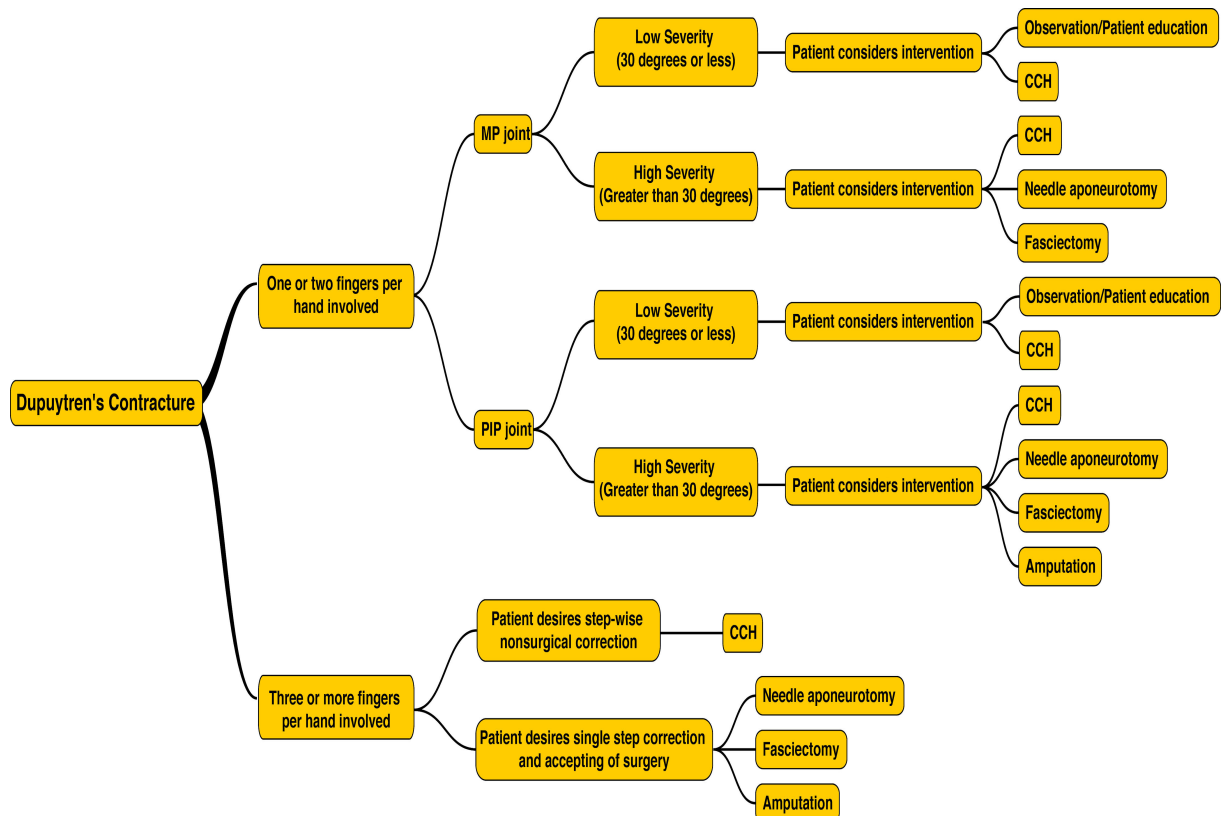 Dupuytren's Contracture
One or two fingers per
hand involved
MP joint
Low Severity
(30 degrees or less)
Patient considers intervention
Observation/Patient education
CCH
High Severity
(Greater than 30 degrees)
Patient considers intervention
CCH
Needle aponeurotomy
Fasciectomy
PIP joint
Low Severity
(30 degrees or less)
Patient considers intervention
Observation/Patient education
CCH
High Severity
(Greater than 30 degrees)
Patient considers intervention
CCH
Needle aponeurotomy
Fasciectomy
Amputation
Three or more fingers
per hand involved
Patient desires step-wise
nonsurgical correction
CCH
Patient desires single step correction
and accepting of surgery
Needle aponeurotomy
Fasciectomy
Amputation